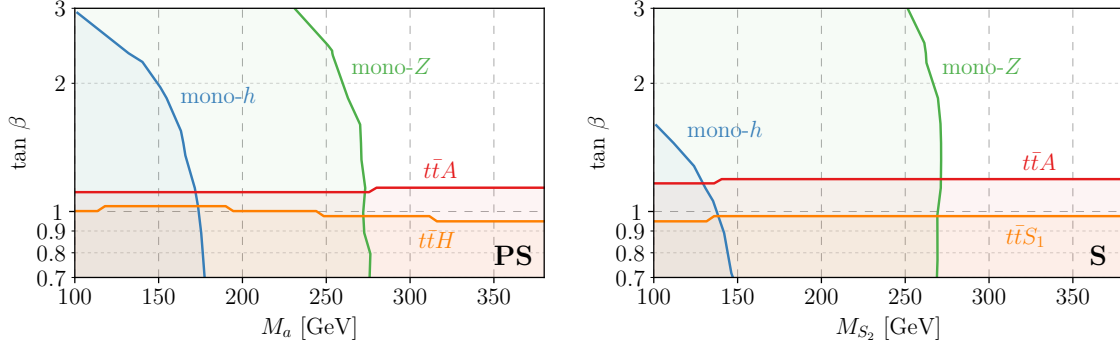 3
2
1
0.9
0.8
0.7
tan β
mono-h
mono-Z
tt̄A
tt̄H
PS
100 150 200 250 300 350
M_a [GeV]
3
2
1
0.9
0.8
0.7
tan β
mono-Z
mono-h
tt̄A
tt̄S₁
S
100 150 200 250 300 350
M_{S₂} [GeV]